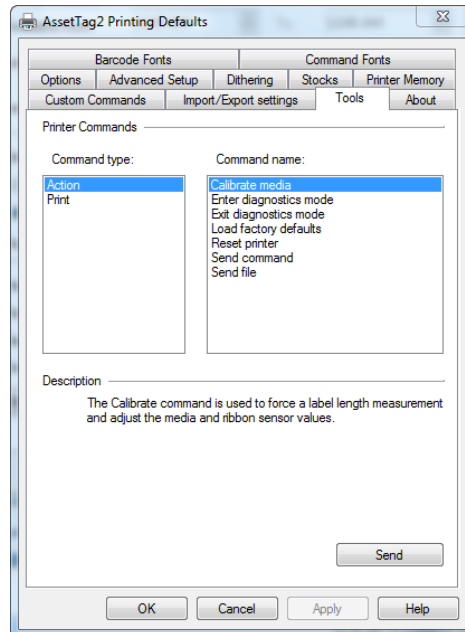 AssetTag2 Printing Defaults
Barcode Fonts Command Fonts
Options Advanced Setup Dithering Stocks Printer Memory
Custom Commands Import/Export settings Tools About
Printer Commands
Command type: Command name:
Action Calibrate media
Print Enter diagnostics mode
Exit diagnostics mode
Load factory defaults
Reset printer
Send command
Send file
Description
The Calibrate command is used to force a label length measurement
and adjust the media and ribbon sensor values.
Send
OK Cancel Apply Help